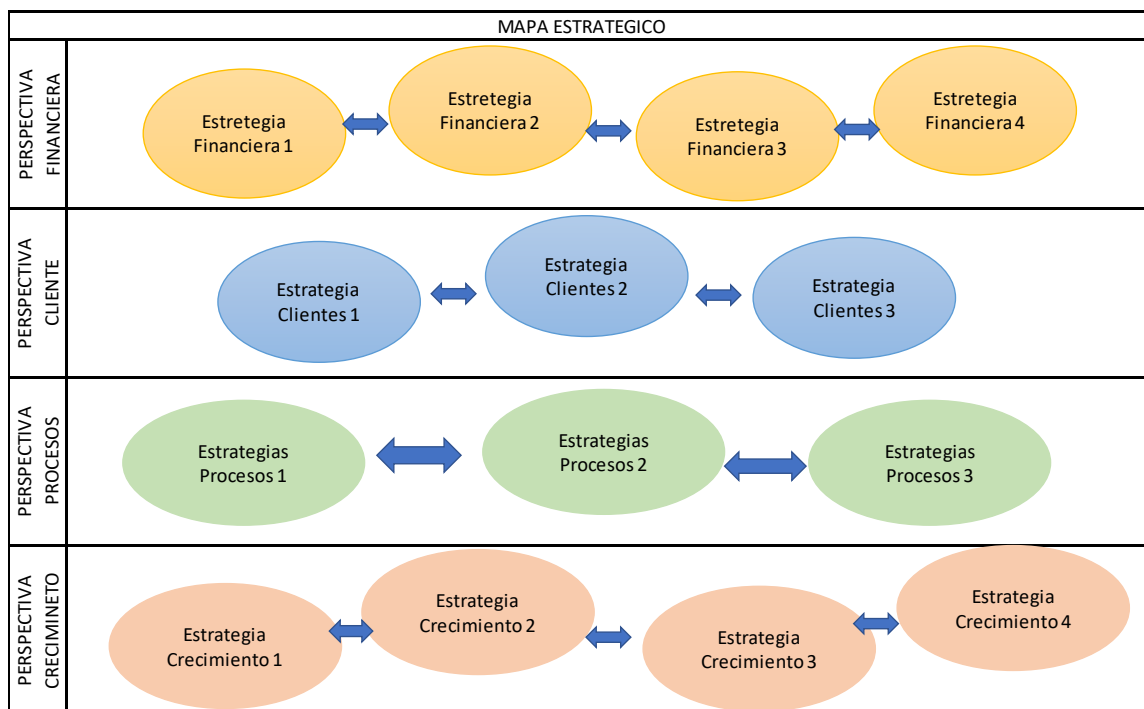 MAPA ESTRATEGICO
PERSPECTIVA
FINANCIERA
Estretegia
Financiera 1
Estretegia
Financiera 2
Estretegia
Financiera 3
Estretegia
Financiera 4
PERSPECTIVA
CLIENTE
Estrategia
Clientes 1
Estrategia
Clientes 2
Estrategia
Clientes 3
PERSPECTIVA
PROCESOS
Estrategias
Procesos 1
Estrategias
Procesos 2
Estrategias
Procesos 3
PERSPECTIVA
CRECIMINETO
Estrategia
Crecimiento 1
Estrategia
Crecimiento 2
Estrategia
Crecimiento 3
Estrategia
Crecimiento 4